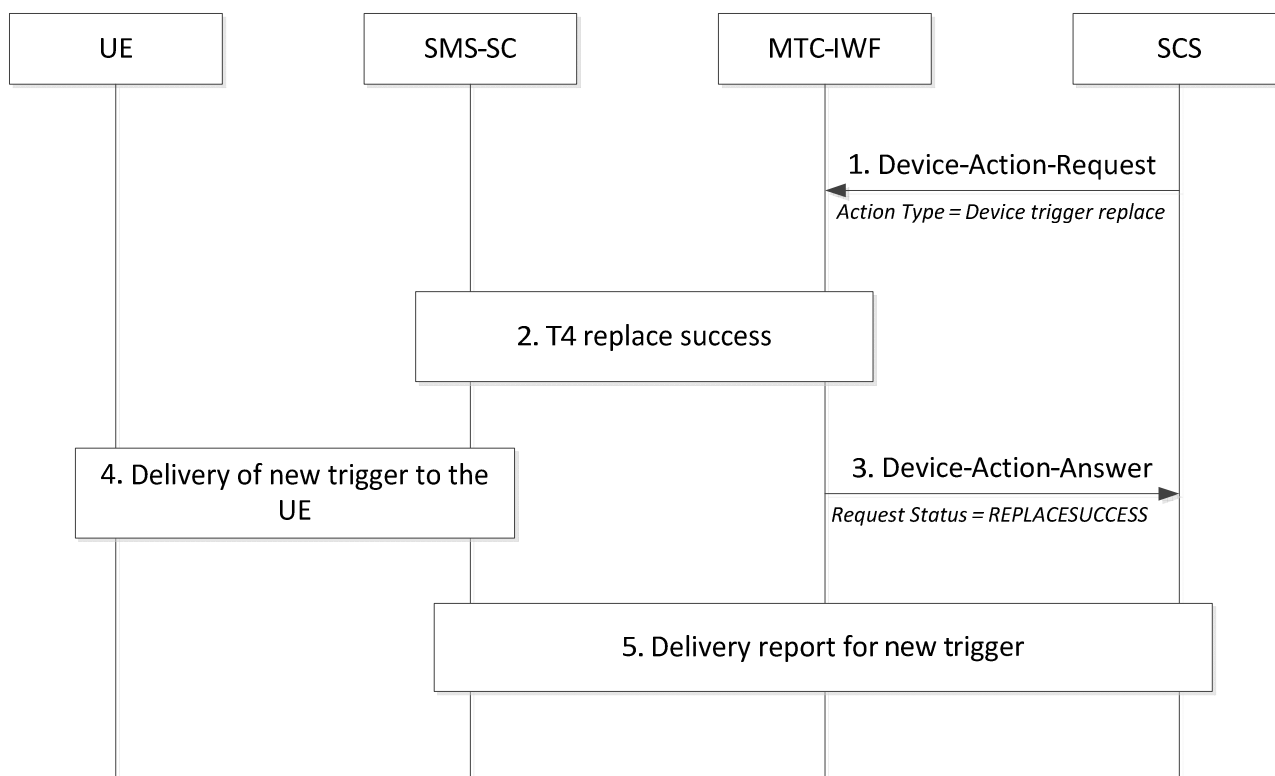 UE
SMS-SC
MTC-IWF
SCS
1. Device-Action-Request
Action Type = Device trigger replace
2. T4 replace success
4. Delivery of new trigger to the
UE
3. Device-Action-Answer
Request Status = REPLACESUCCESS
5. Delivery report for new trigger